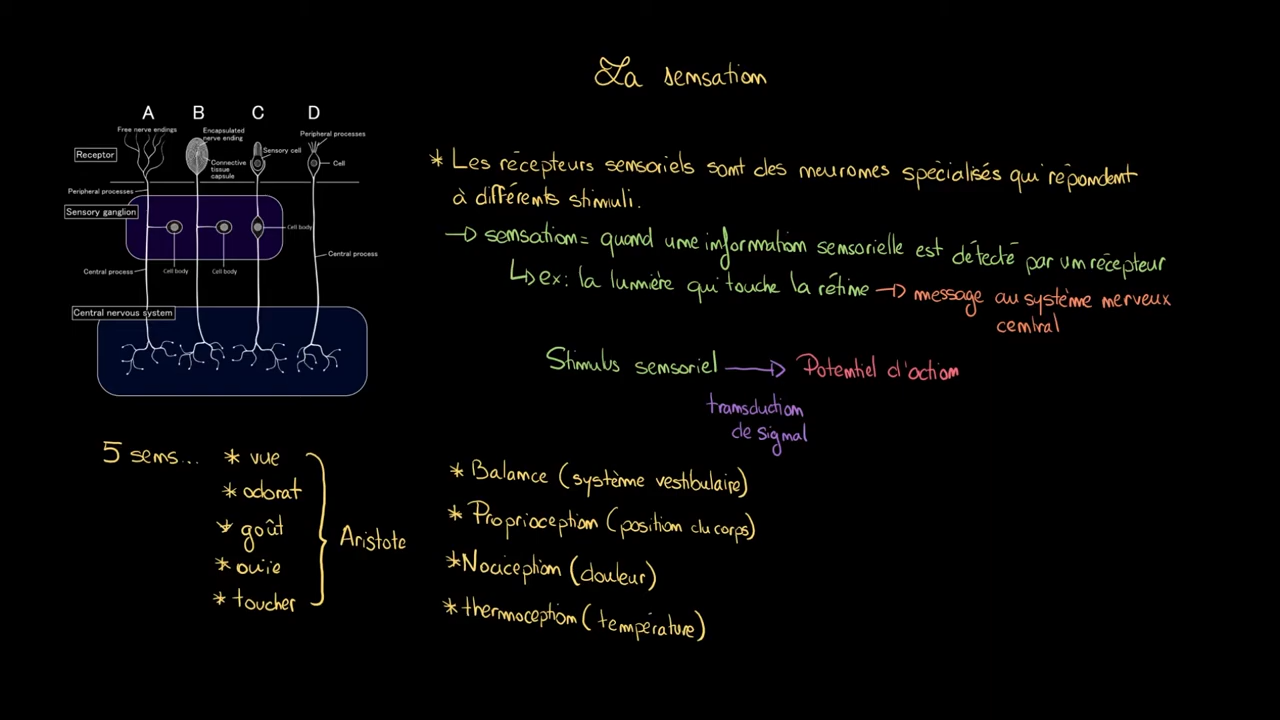 La sensation
A B C D
Free nerve endings
Encapsulated
nerve ending
Sensory cell
Peripheral processes
Receptor
Connective
tissue
capsule
Cell
Peripheral processes
Sensory ganglion
Cell body
Central process
Central process
Cell body
Cell body
Central nervous system
* Les récepteurs sensoriels sont des neurones spécialisés qui répondent
à différents stimuli.
→ sensation = quand une information sensorielle est détecté par un récepteur
↳ ex: la lumière qui touche la rétine → message au système nerveux
central
Stimulus sensoriel → Potentiel d'action
transduction
de signal
5 sens... * vue
* odorat
* goût
* ouïe
* toucher
Aristote
* Balance (système vestibulaire)
* Proprioception (position du corps)
* Nociception (douleur)
* thermoception (température)